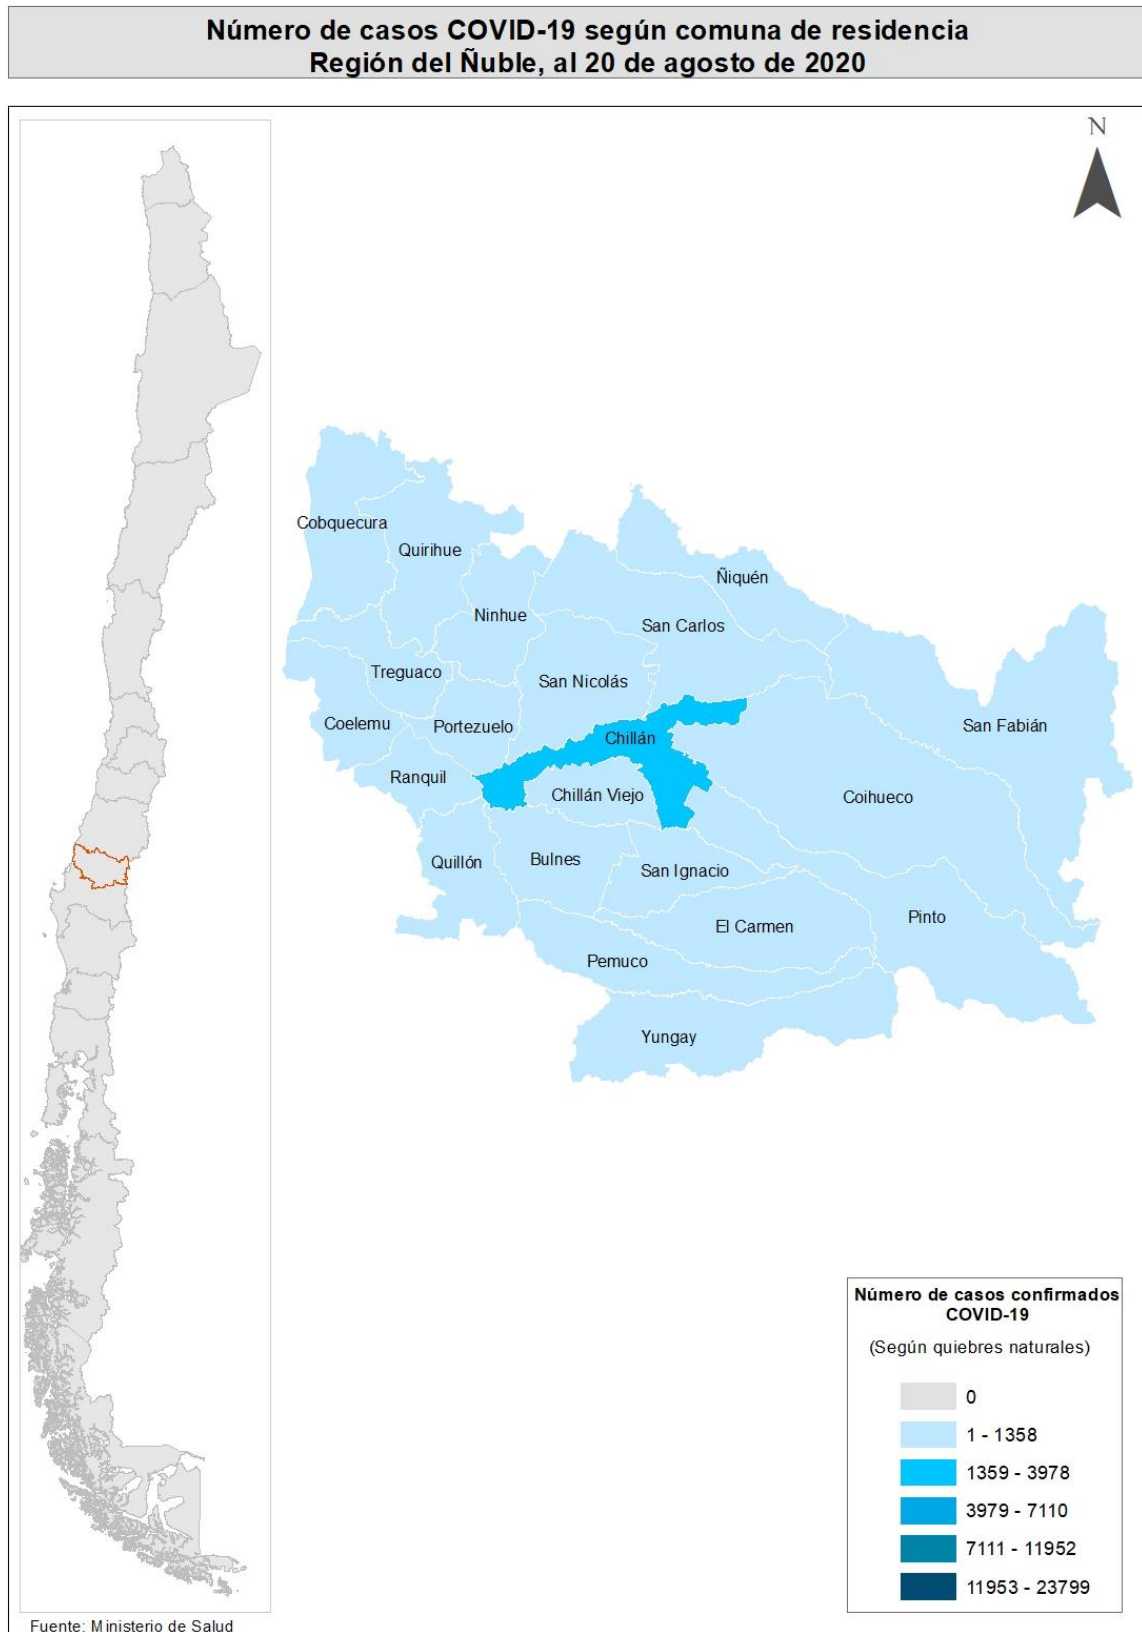 Número de casos COVID-19 según comuna de residencia
Región del Ñuble, al 20 de agosto de 2020
N
Cobquecura
Quirihue
Ñiquén
Ninhue
San Carlos
Treguaco
San Nicolás
Coelemu
Portezuelo
Chillán
San Fabián
Ranquil
Chillán Viejo
Coihueco
Quillón
Bulnes
San Ignacio
El Carmen
Pinto
Pemuco
Yungay
Número de casos confirmados
COVID-19
(Según quiebres naturales)
0
1 - 1358
1359 - 3978
3979 - 7110
7111 - 11952
11953 - 23799
Fuente: Ministerio de Salud